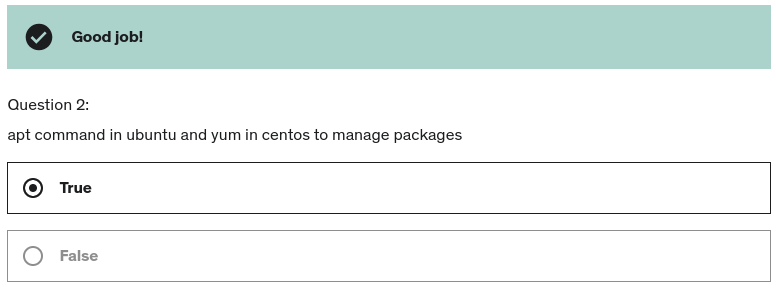 Good job!
Question 2:
apt command in ubuntu and yum in centos to manage packages
True
False